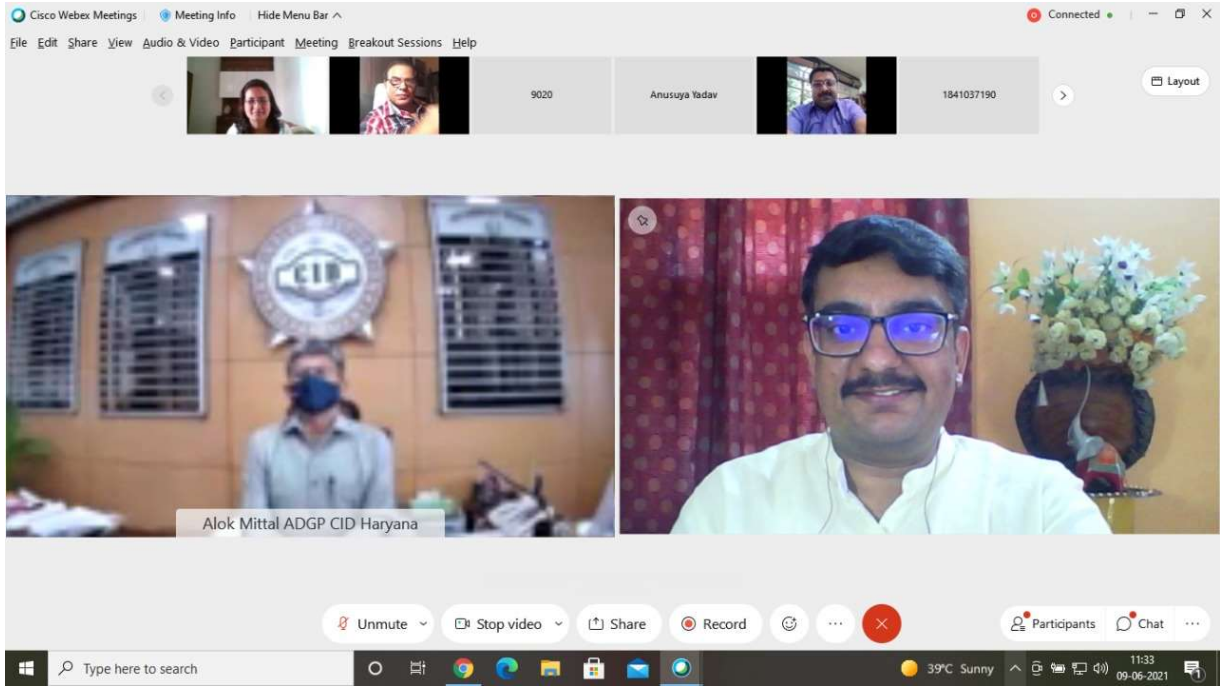 Cisco Webex Meetings Meeting Info Hide Menu Bar Connected
File Edit Share View Audio & Video Participant Meeting Breakout Sessions Help
9020 Anusuya Yadav 1841037190
Layout
CID
Alok Mittal ADGP CID Haryana
Unmute Stop video Share Record Participants Chat
Type here to search 39°C Sunny 11:33
09-06-2021
1